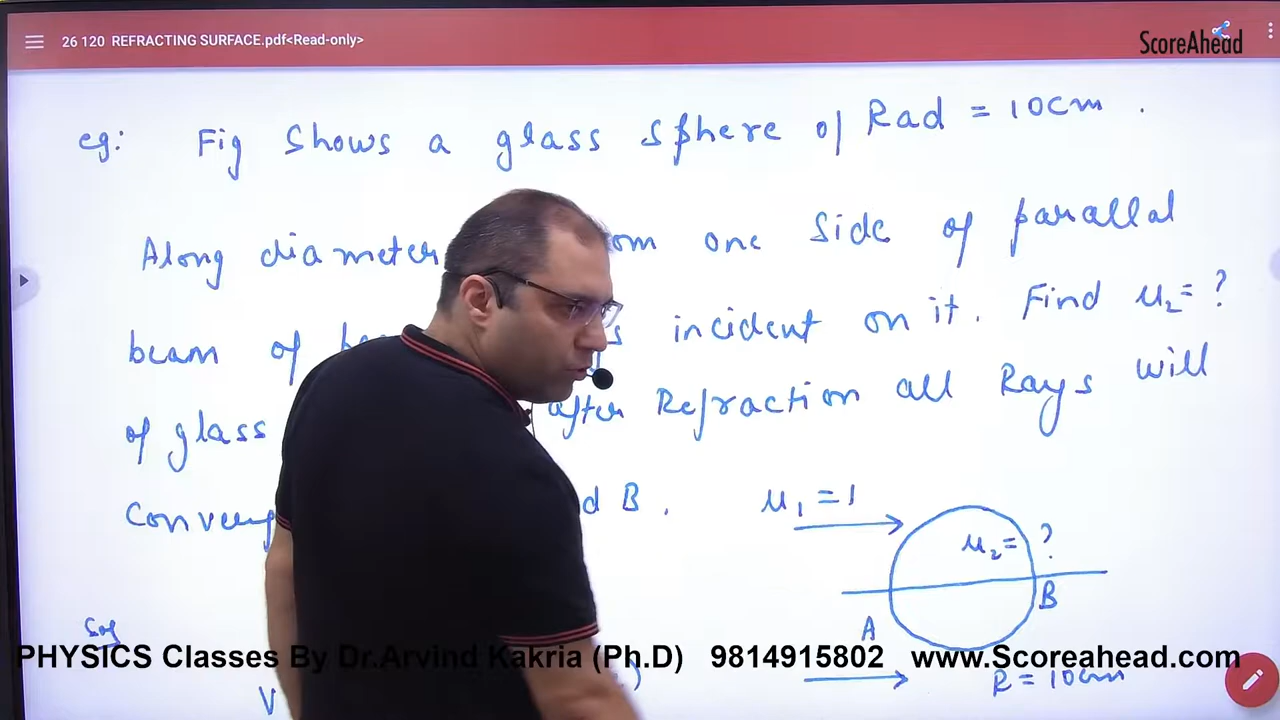 26 120 REFRACTING SURFACE.pdf<Read-only>
ScoreAhead
eg: Fig Shows a glass sphere of Rad = 10cm .
Along diameter one Side of parallal
beam of incident on it. Find μ₂ = ?
of glass after Refraction all Rays will
B .
μ₁ = 1
μ₂ = ?
B
A
Sol
PHYSICS Classes By Dr.Arvind Kakria (Ph.D) 9814915802 www.Scoreahead.com
V
R = 10cm